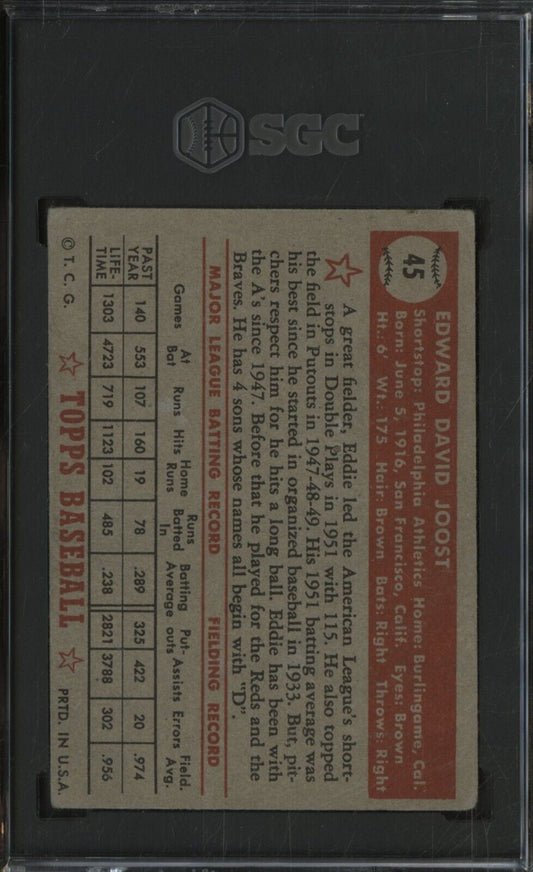 SGC
45
EDWARD DAVID JOOST
Shortstop: Philadelphia Athletics Home: Burlingame, Cal.
Born: June 5, 1916, San Francisco, Calif. Eyes: Brown
Ht.: 6' Wt.: 175 Hair: Brown Bats: Right Throws: Right
A great fielder, Eddie led the American League's short-
stops in Double Plays in 1951 with 115. He also topped
the field in Putouts in 1947-48-49. His 1951 batting average was
his best since he started in organized baseball in 1933. But, pit-
chers respect him for he hits a long ball. Eddie has been with
the A's since 1947. Before that he played for the Reds and the
Braves. He has 4 sons whose names all begin with "D".
MAJOR LEAGUE BATTING RECORD FIELDING RECORD
Games At Bat Runs Hits Home Runs Runs Batted In Batting Average Put-outs Assists Errors Field. Avg.
PAST YEAR 140 553 107 160 19 78 .289 325 422 20 .974
LIFE-TIME 1303 4723 719 1123 102 485 .238 2821 3788 302 .956
© T. C. G. TOPPS BASEBALL PRTD. IN U.S.A.